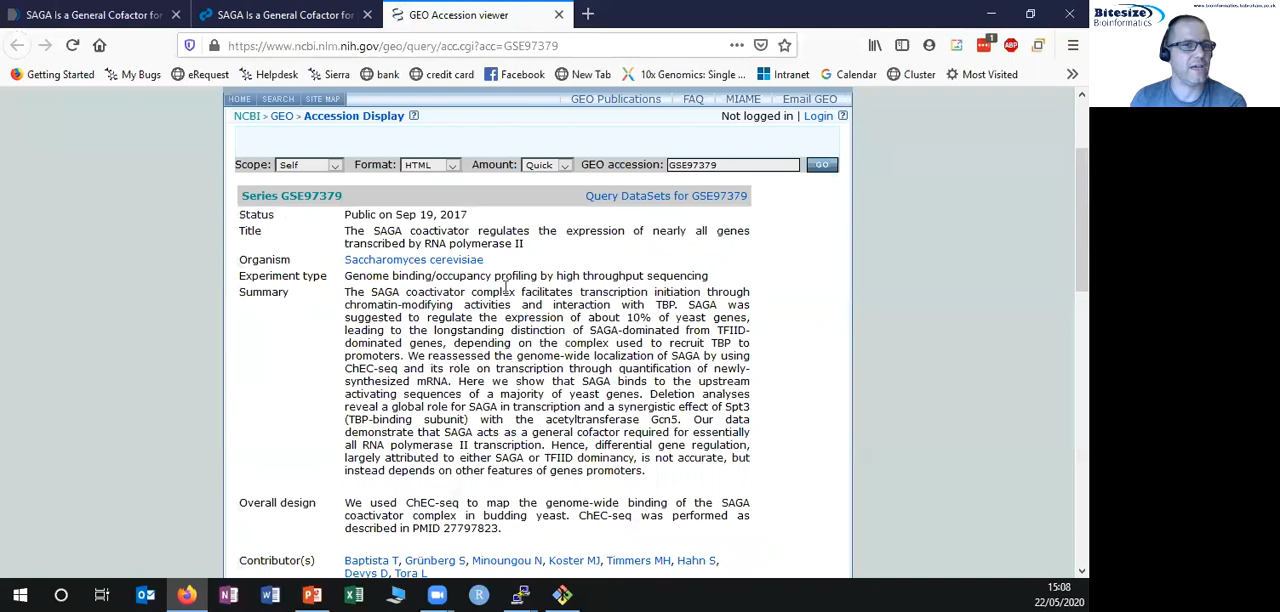 SAGA Is a General Cofactor for
SAGA Is a General Cofactor for
GEO Accession viewer
https://www.ncbi.nlm.nih.gov/geo/query/acc.cgi?acc=GSE97379
1
ABP
Getting Started
My Bugs
eRequest
Helpdesk
Sierra
bank
credit card
Facebook
New Tab
10x Genomics: Single ...
Intranet
Calendar
Cluster
Most Visited
HOME SEARCH SITE MAP
GEO Publications FAQ MIAME Email GEO
NCBI > GEO > Accession Display ?
Not logged in | Login ?
Scope: Self Format: HTML Amount: Quick GEO accession: GSE97379 GO
Series GSE97379 Query DataSets for GSE97379
Status Public on Sep 19, 2017
Title The SAGA coactivator regulates the expression of nearly all genes
transcribed by RNA polymerase II
Organism Saccharomyces cerevisiae
Experiment type Genome binding/occupancy profiling by high throughput sequencing
Summary The SAGA coactivator complex facilitates transcription initiation through
chromatin-modifying activities and interaction with TBP. SAGA was
suggested to regulate the expression of about 10% of yeast genes,
leading to the longstanding distinction of SAGA-dominated from TFIID-
dominated genes, depending on the complex used to recruit TBP to
promoters. We reassessed the genome-wide localization of SAGA by using
ChEC-seq and its role on transcription through quantification of newly-
synthesized mRNA. Here we show that SAGA binds to the upstream
activating sequences of a majority of yeast genes. Deletion analyses
reveal a global role for SAGA in transcription and a synergistic effect of Spt3
(TBP-binding subunit) with the acetyltransferase Gcn5. Our data
demonstrate that SAGA acts as a general cofactor required for essentially
all RNA polymerase II transcription. Hence, differential gene regulation,
largely attributed to either SAGA or TFIID dominancy, is not accurate, but
instead depends on other features of genes promoters.
Overall design We used ChEC-seq to map the genome-wide binding of the SAGA
coactivator complex in budding yeast. ChEC-seq was performed as
described in PMID 27797823.
Contributor(s) Baptista T, Grünberg S, Minoungou N, Koster MJ, Timmers MH, Hahn S,
Devys D, Tora L
15:08
22/05/2020
Bitesize
Bioinformatics